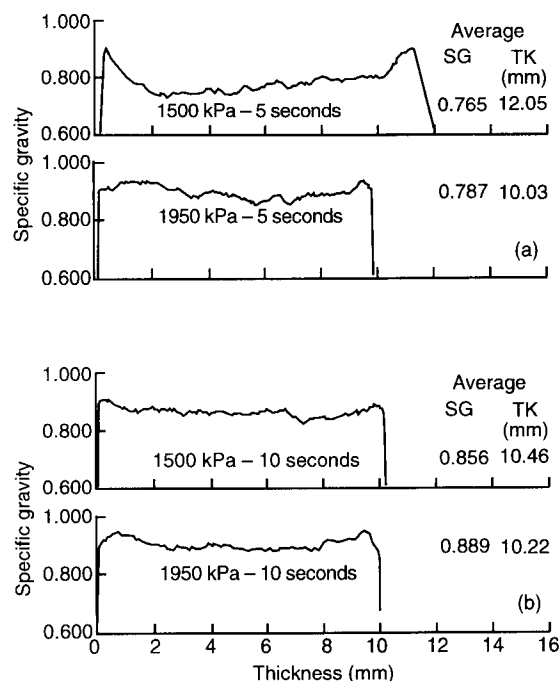 Average
SG TK
(mm)
1.000
0.800
0.600
1500 kPa – 5 seconds
0.765 12.05
1.000
0.800
0.600
1950 kPa – 5 seconds
0.787 10.03
(a)
Specific gravity
Average
SG TK
(mm)
1.000
0.800
0.600
1500 kPa – 10 seconds
0.856 10.46
1.000
0.800
0.600
1950 kPa – 10 seconds
0.889 10.22
(b)
Specific gravity
0 2 4 6 8 10 12 14 16
Thickness (mm)